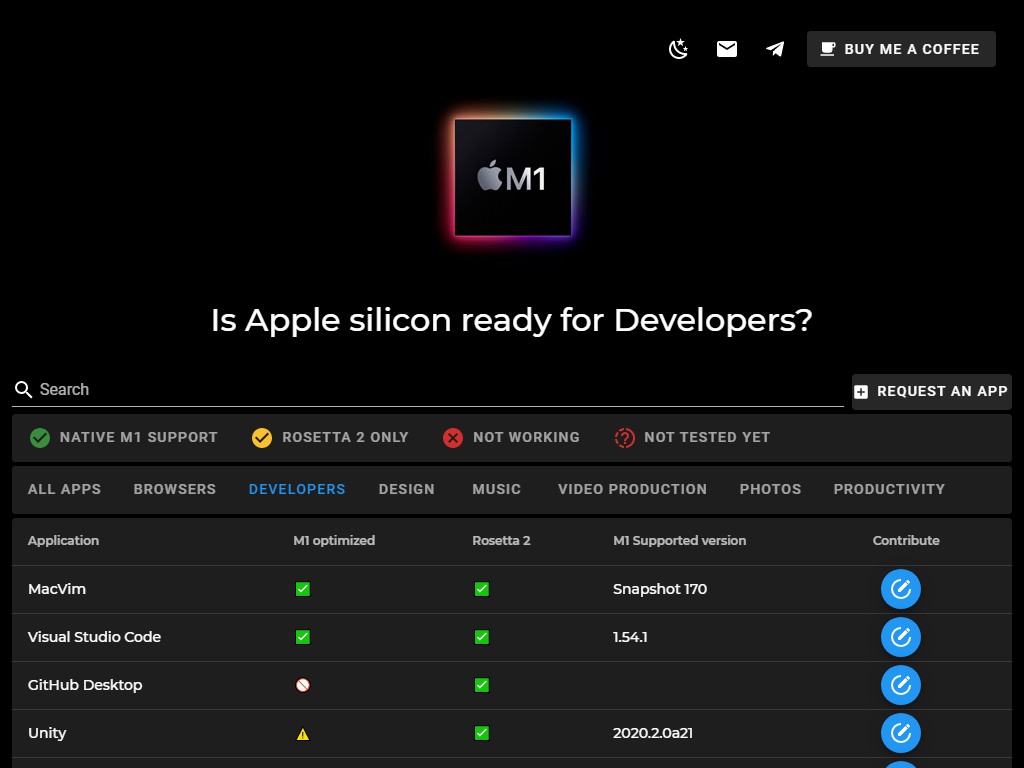 BUY ME A COFFEE
M1
Is Apple silicon ready for Developers?
Search
REQUEST AN APP
NATIVE M1 SUPPORT ROSETTA 2 ONLY NOT WORKING NOT TESTED YET
ALL APPS BROWSERS DEVELOPERS DESIGN MUSIC VIDEO PRODUCTION PHOTOS PRODUCTIVITY
Application M1 optimized Rosetta 2 M1 Supported version Contribute
MacVim Snapshot 170
Visual Studio Code 1.54.1
GitHub Desktop
Unity 2020.2.0a21